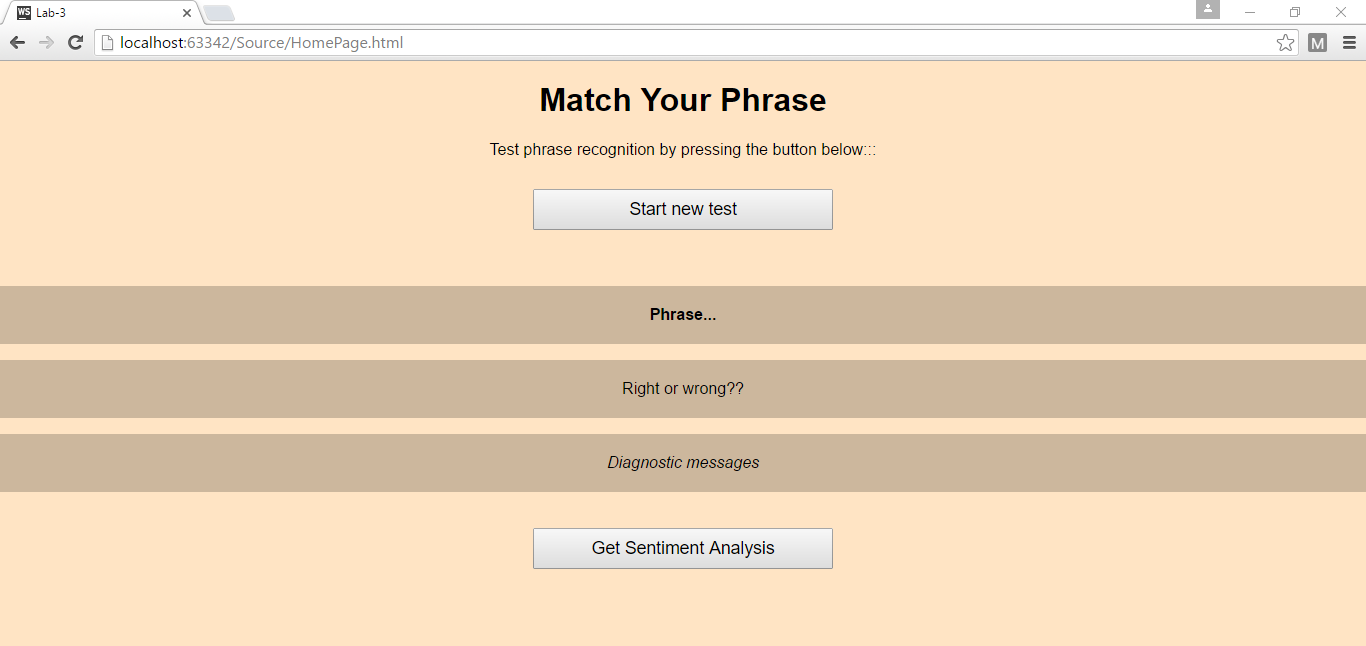 WS Lab-3
localhost:63342/Source/HomePage.html
M
Match Your Phrase
Test phrase recognition by pressing the button below:::
Start new test
Phrase...
Right or wrong??
Diagnostic messages
Get Sentiment Analysis